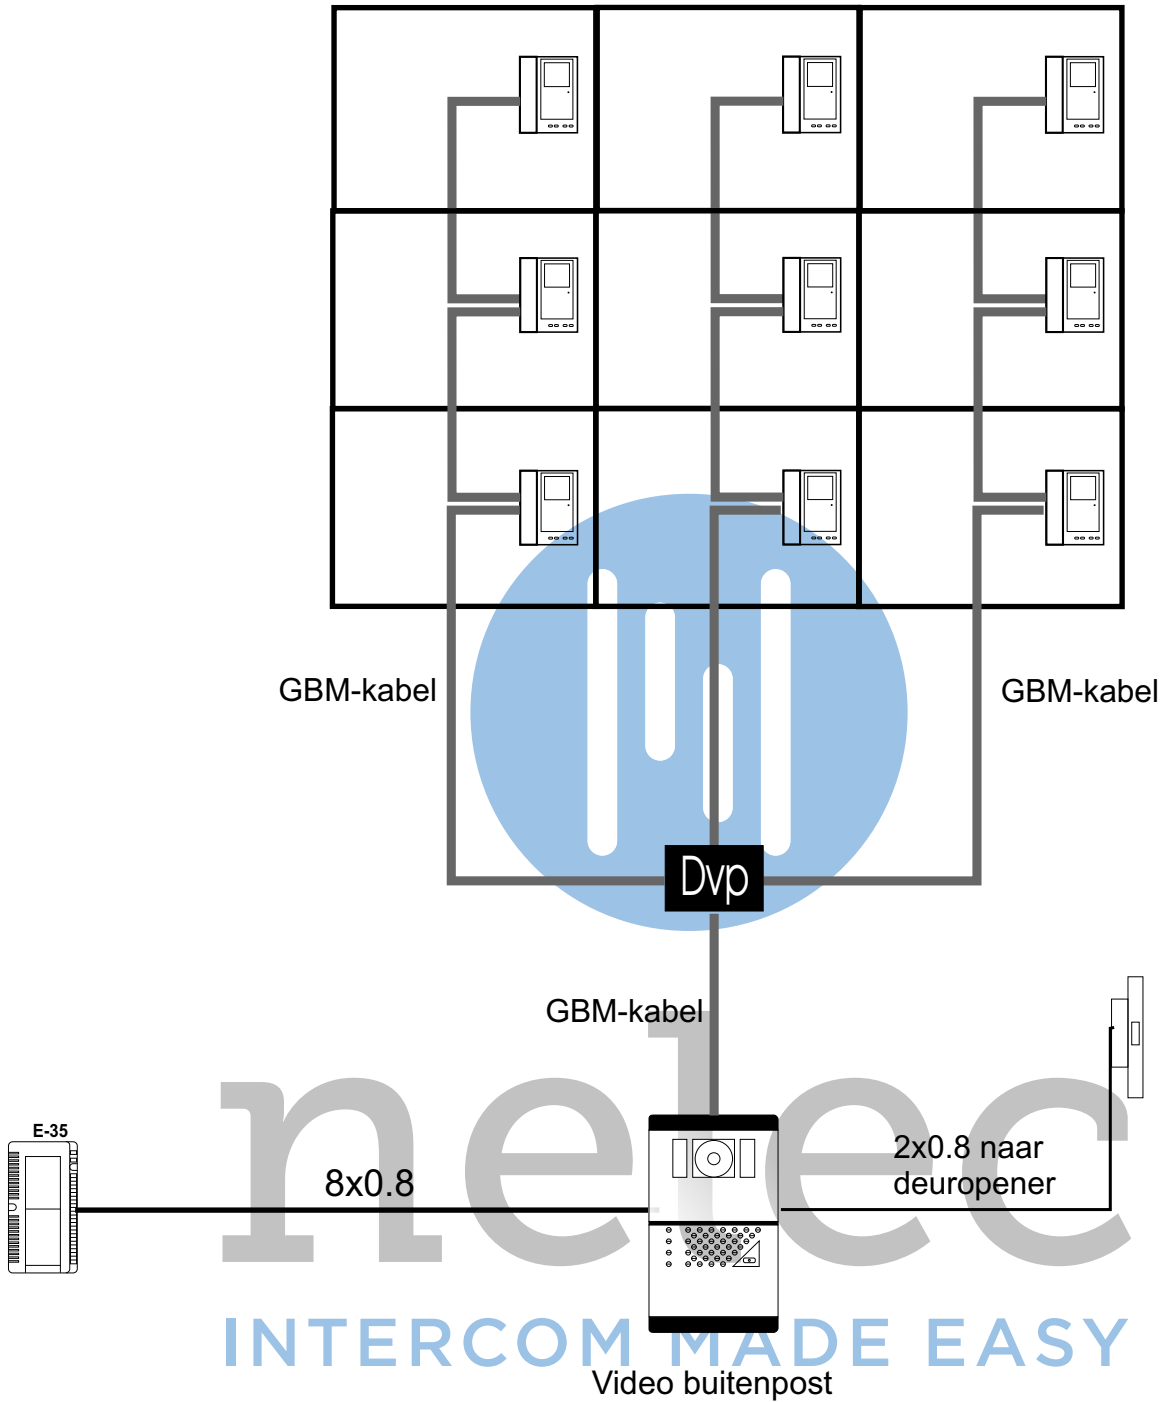 GBM-kabel
GBM-kabel
Dvp
GBM-kabel
nelec
E-35
8x0.8
2x0.8 naar
deuropener
INTERCOM MADE EASY
Video buitenpost